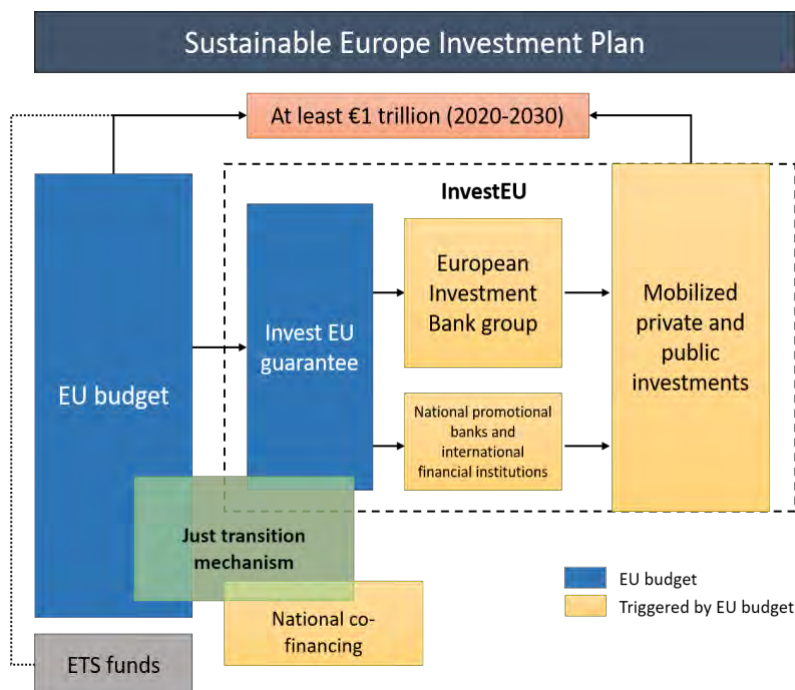 Sustainable Europe Investment Plan
At least €1 trillion (2020-2030)
InvestEU
EU budget
Invest EU
guarantee
European
Investment
Bank group
National promotional
banks and
international
financial institutions
Mobilized
private and
public
investments
Just transition
mechanism
National co-
financing
ETS funds
EU budget
Triggered by EU budget